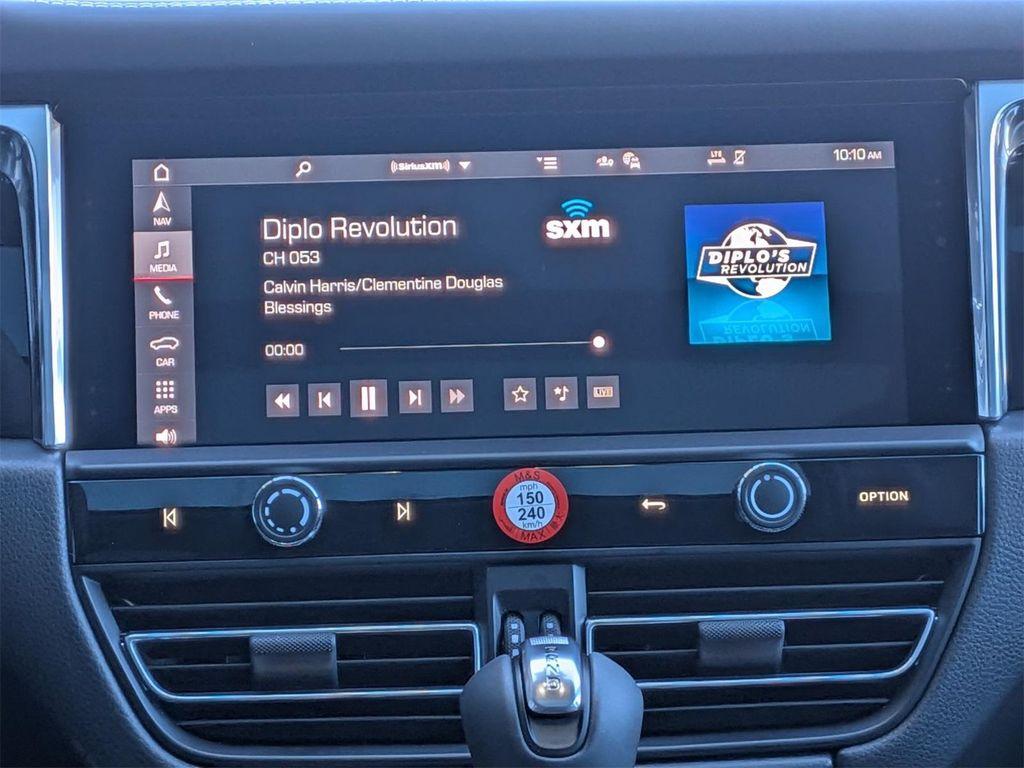 ((SiriusXM))
LTE
10:10 AM
NAV
MEDIA
PHONE
CAR
APPS
Diplo Revolution
CH 053
Calvin Harris/Clementine Douglas
Blessings
sxm
DIPLO'S
REVOLUTION
00:00
LIVE
M&S
mph
150
240
km/h
MAX
OPTION